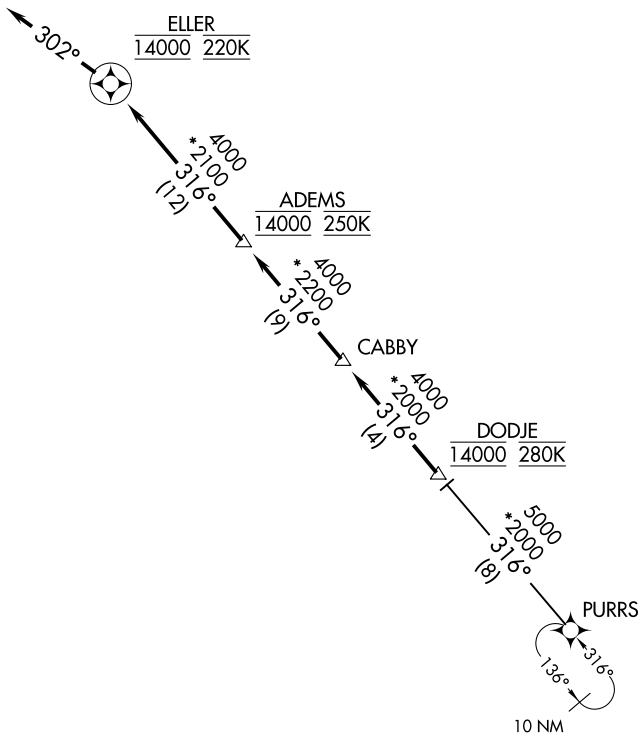 ELLER
14000 220K
302°
4000
*2100
316°
(12)
ADEMS
14000 250K
4000
*2200
316°
(9)
CABBY
4000
*2000
316°
(4)
DODJE
14000 280K
5000
*2000
316°
(8)
PURRS
316°
136°
10 NM